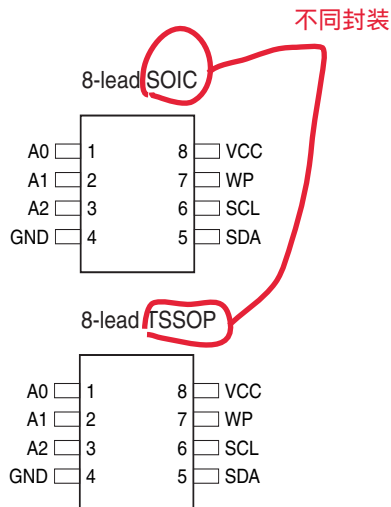 不同封装
8-lead SOIC
A0 1 8 VCC
A1 2 7 WP
A2 3 6 SCL
GND 4 5 SDA
8-lead TSSOP
A0 1 8 VCC
A1 2 7 WP
A2 3 6 SCL
GND 4 5 SDA